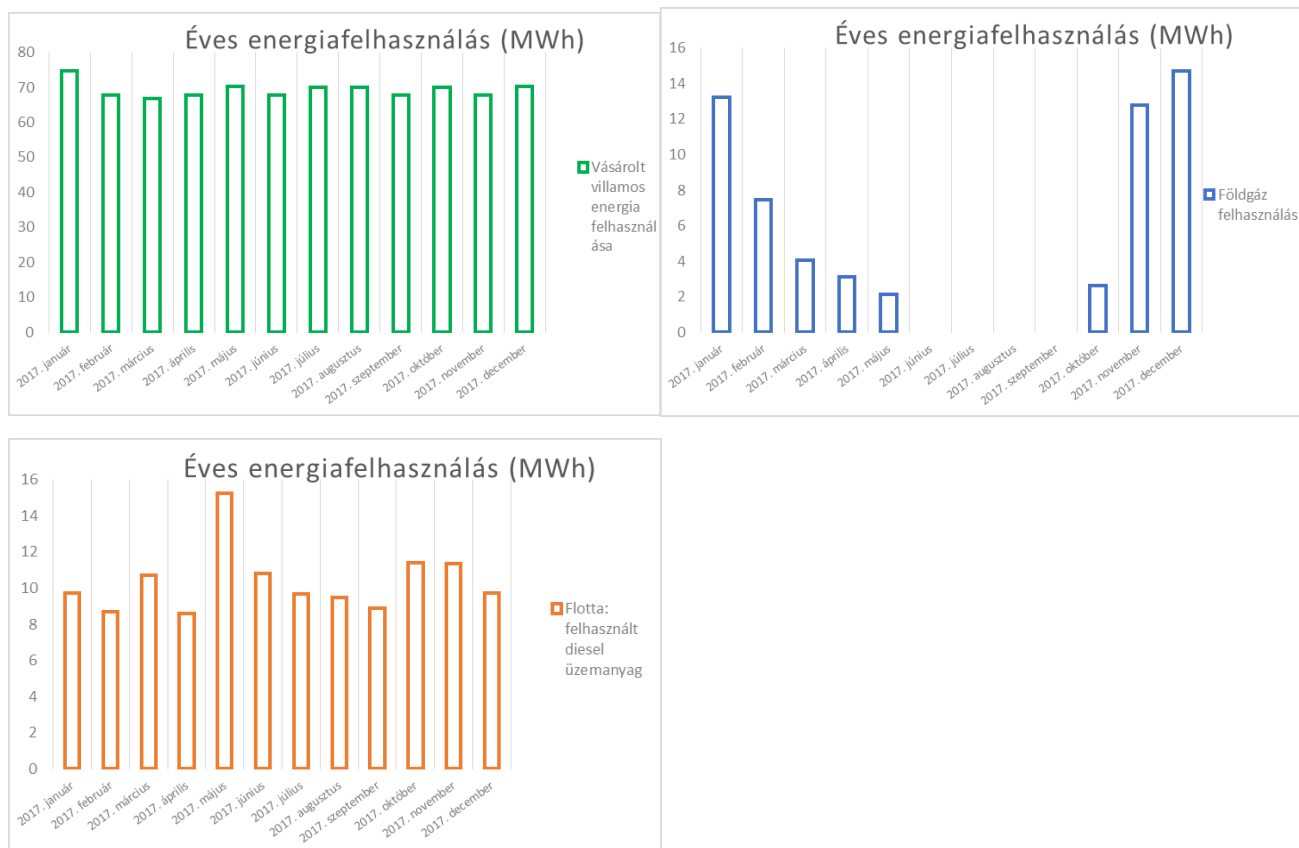 Éves energiafelhasználás (MWh)
80
70
60
50
40
30
20
10
0
2017. január
2017. február
2017. március
2017. április
2017. május
2017. június
2017. július
2017. augusztus
2017. szeptember
2017. október
2017. november
2017. december
Vásárolt
villamos
energia
felhasznál
ása
Éves energiafelhasználás (MWh)
16
14
12
10
8
6
4
2
0
2017. január
2017. február
2017. március
2017. április
2017. május
2017. június
2017. július
2017. augusztus
2017. szeptember
2017. október
2017. november
2017. december
Földgáz
felhasználás
Éves energiafelhasználás (MWh)
16
14
12
10
8
6
4
2
0
2017. január
2017. február
2017. március
2017. április
2017. május
2017. június
2017. július
2017. augusztus
2017. szeptember
2017. október
2017. november
2017. december
Flotta:
felhasznált
diesel
üzemanyag